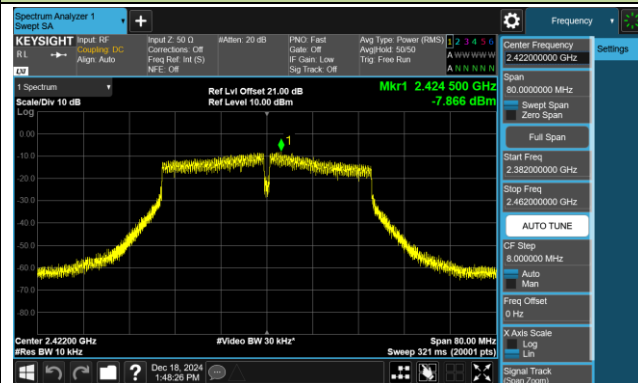 Spectrum Analyzer 1
Swept SA
+
Frequency
KEYSIGHT
Input: RF
Input Z: 50 Ω
#Atten: 20 dB
PNO: Fast
Avg Type: Power (RMS)
1 2 3 4 5 6
RL
Coupling: DC
Corrections: Off
Gate: Off
Avg|Hold: 50/50
A W W W W W
Align: Auto
Freq Ref: Int (S)
IF Gain: Low
Trig: Free Run
NFE: Off
Sig Track: Off
A N N N N N
LXI
1 Spectrum
Ref Lvl Offset 21.00 dB
Mkr1 2.424 500 GHz
Scale/Div 10 dB
Ref Level 10.00 dBm
-7.866 dBm
Log
0.00
1
-10.0
-20.0
-30.0
-40.0
-50.0
-60.0
-70.0
-80.0
Center 2.42200 GHz
#Video BW 30 kHz*
Span 80.00 MHz
#Res BW 10 kHz
Sweep 321 ms (20001 pts)
Dec 18, 2024
1:48:26 PM
?
Center Frequency
2.422000000 GHz
Settings
Span
80.0000000 MHz
Swept Span
Zero Span
Full Span
Start Freq
2.382000000 GHz
Stop Freq
2.462000000 GHz
AUTO TUNE
CF Step
8.000000 MHz
Auto
Man
Freq Offset
0 Hz
X Axis Scale
Log
Lin
Signal Track
(Span Zoom)